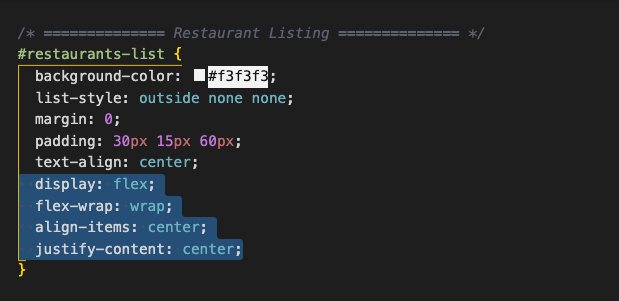 /* ============== Restaurant Listing ============== */
#restaurants-list {
background-color: #f3f3f3;
list-style: outside none none;
margin: 0;
padding: 30px 15px 60px;
text-align: center;
display: flex;
flex-wrap: wrap;
align-items: center;
justify-content: center;
}